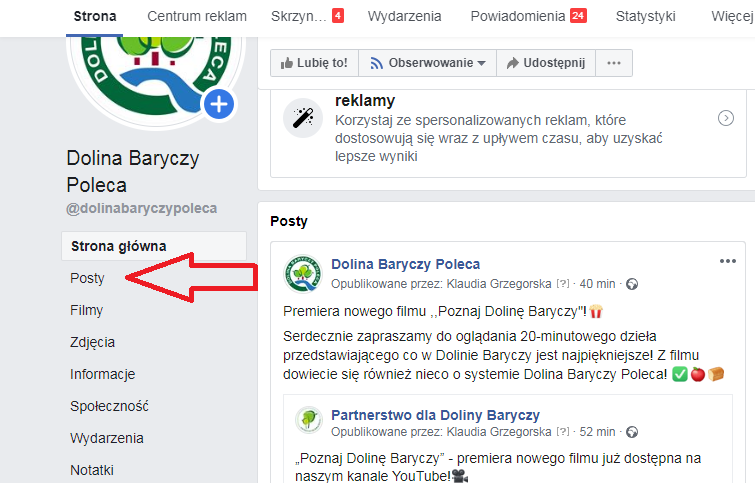 Strona Centrum reklam Skrzyn... 4 Wydarzenia Powiadomienia 24 Statystyki Więcej
DOLINA BARYCZY POLECA
Dolina Baryczy
Poleca
@dolinabaryczypoleca
Strona główna
Posty
Filmy
Zdjęcia
Informacje
Społeczność
Wydarzenia
Notatki
Lubię to! Obserwowanie Udostępnij ...
reklamy
Korzystaj ze spersonalizowanych reklam, które
dostosowują się wraz z upływem czasu, aby uzyskać
lepsze wyniki
Posty
Dolina Baryczy Poleca
Opublikowane przez: Klaudia Grzegorska [?] · 40 min ·
Premiera nowego filmu ,,Poznaj Dolinę Baryczy"!🍿
Serdecznie zapraszamy do oglądania 20-minutowego dzieła
przedstawiającego co w Dolinie Baryczy jest najpiękniejsze! Z filmu
dowiecie się również nieco o systemie Dolina Baryczy Poleca! ✅🍎🍞
Partnerstwo dla Doliny Baryczy
Opublikowane przez: Klaudia Grzegorska [?] · 52 min ·
„Poznaj Dolinę Baryczy” - premiera nowego filmu już dostępna na
naszym kanale YouTube!🎥